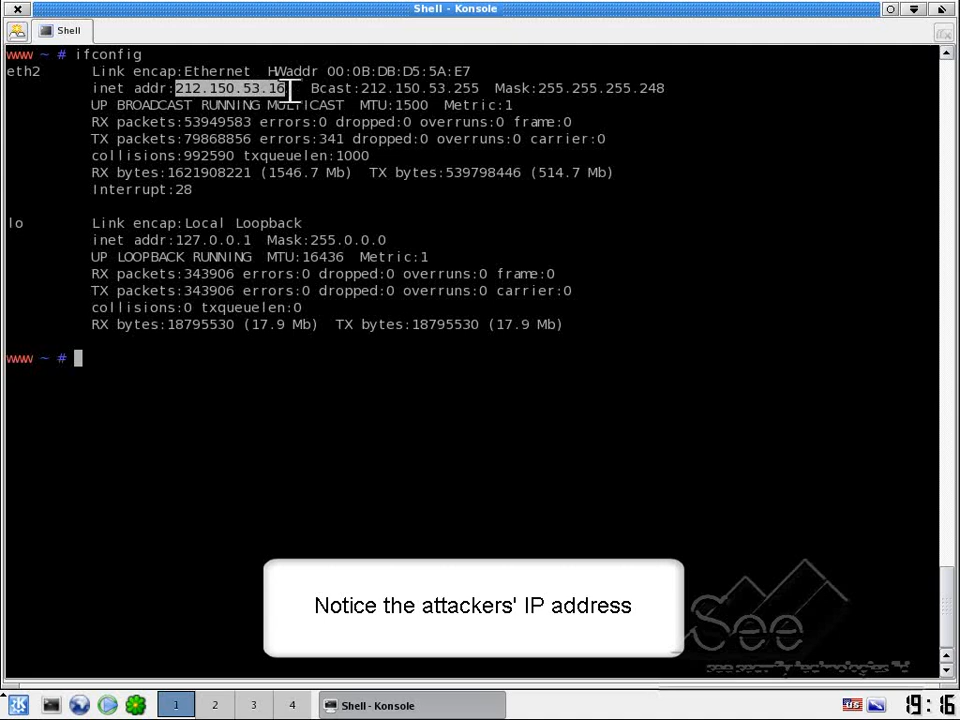 Shell - Konsole
Shell
www ~ # ifconfig
eth2 Link encap:Ethernet HWaddr 00:0B:DB:D5:5A:E7
inet addr:212.150.53.16 Bcast:212.150.53.255 Mask:255.255.255.248
UP BROADCAST RUNNING MULTICAST MTU:1500 Metric:1
RX packets:53949583 errors:0 dropped:0 overruns:0 frame:0
TX packets:79868856 errors:341 dropped:0 overruns:0 carrier:0
collisions:992590 txqueuelen:1000
RX bytes:1621908221 (1546.7 Mb) TX bytes:539798446 (514.7 Mb)
Interrupt:28
lo Link encap:Local Loopback
inet addr:127.0.0.1 Mask:255.0.0.0
UP LOOPBACK RUNNING MTU:16436 Metric:1
RX packets:343906 errors:0 dropped:0 overruns:0 frame:0
TX packets:343906 errors:0 dropped:0 overruns:0 carrier:0
collisions:0 txqueuelen:0
RX bytes:18795530 (17.9 Mb) TX bytes:18795530 (17.9 Mb)
www ~ #
Notice the attackers' IP address
See
see security technologies ltd
1 2 3 4 Shell - Konsole 19:16